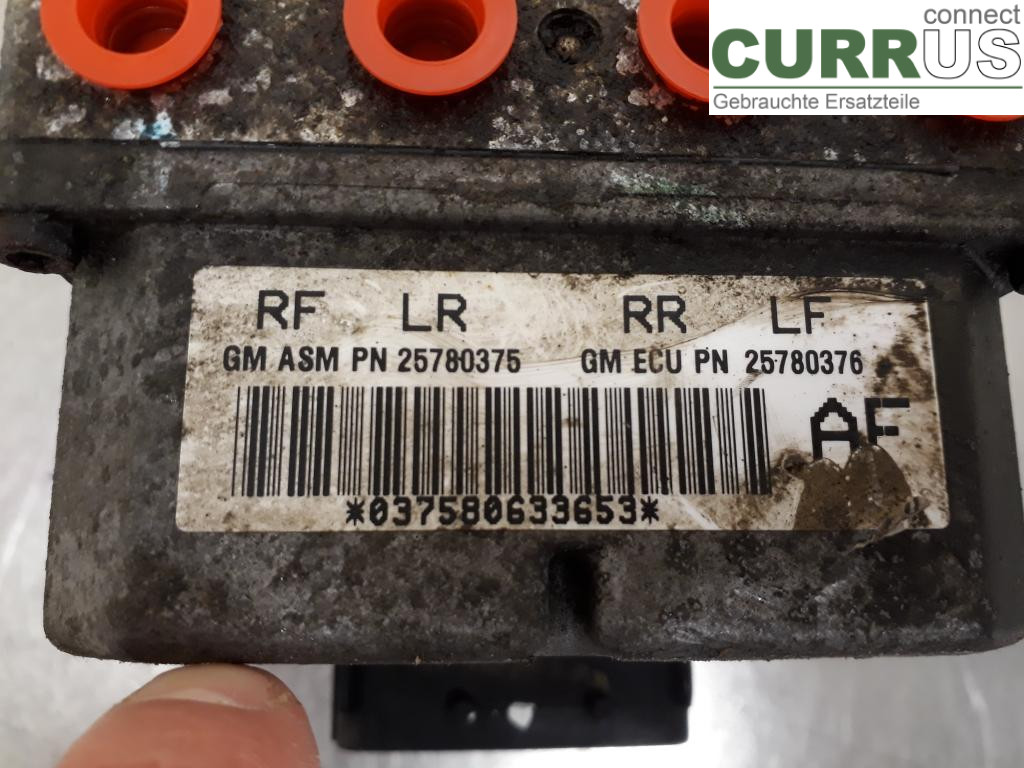 connect
CURRUS
Gebrauchte Ersatzteile
RF LR RR LF
GM ASM PN 25780375 GM ECU PN 25780376
AF
*037580633653*